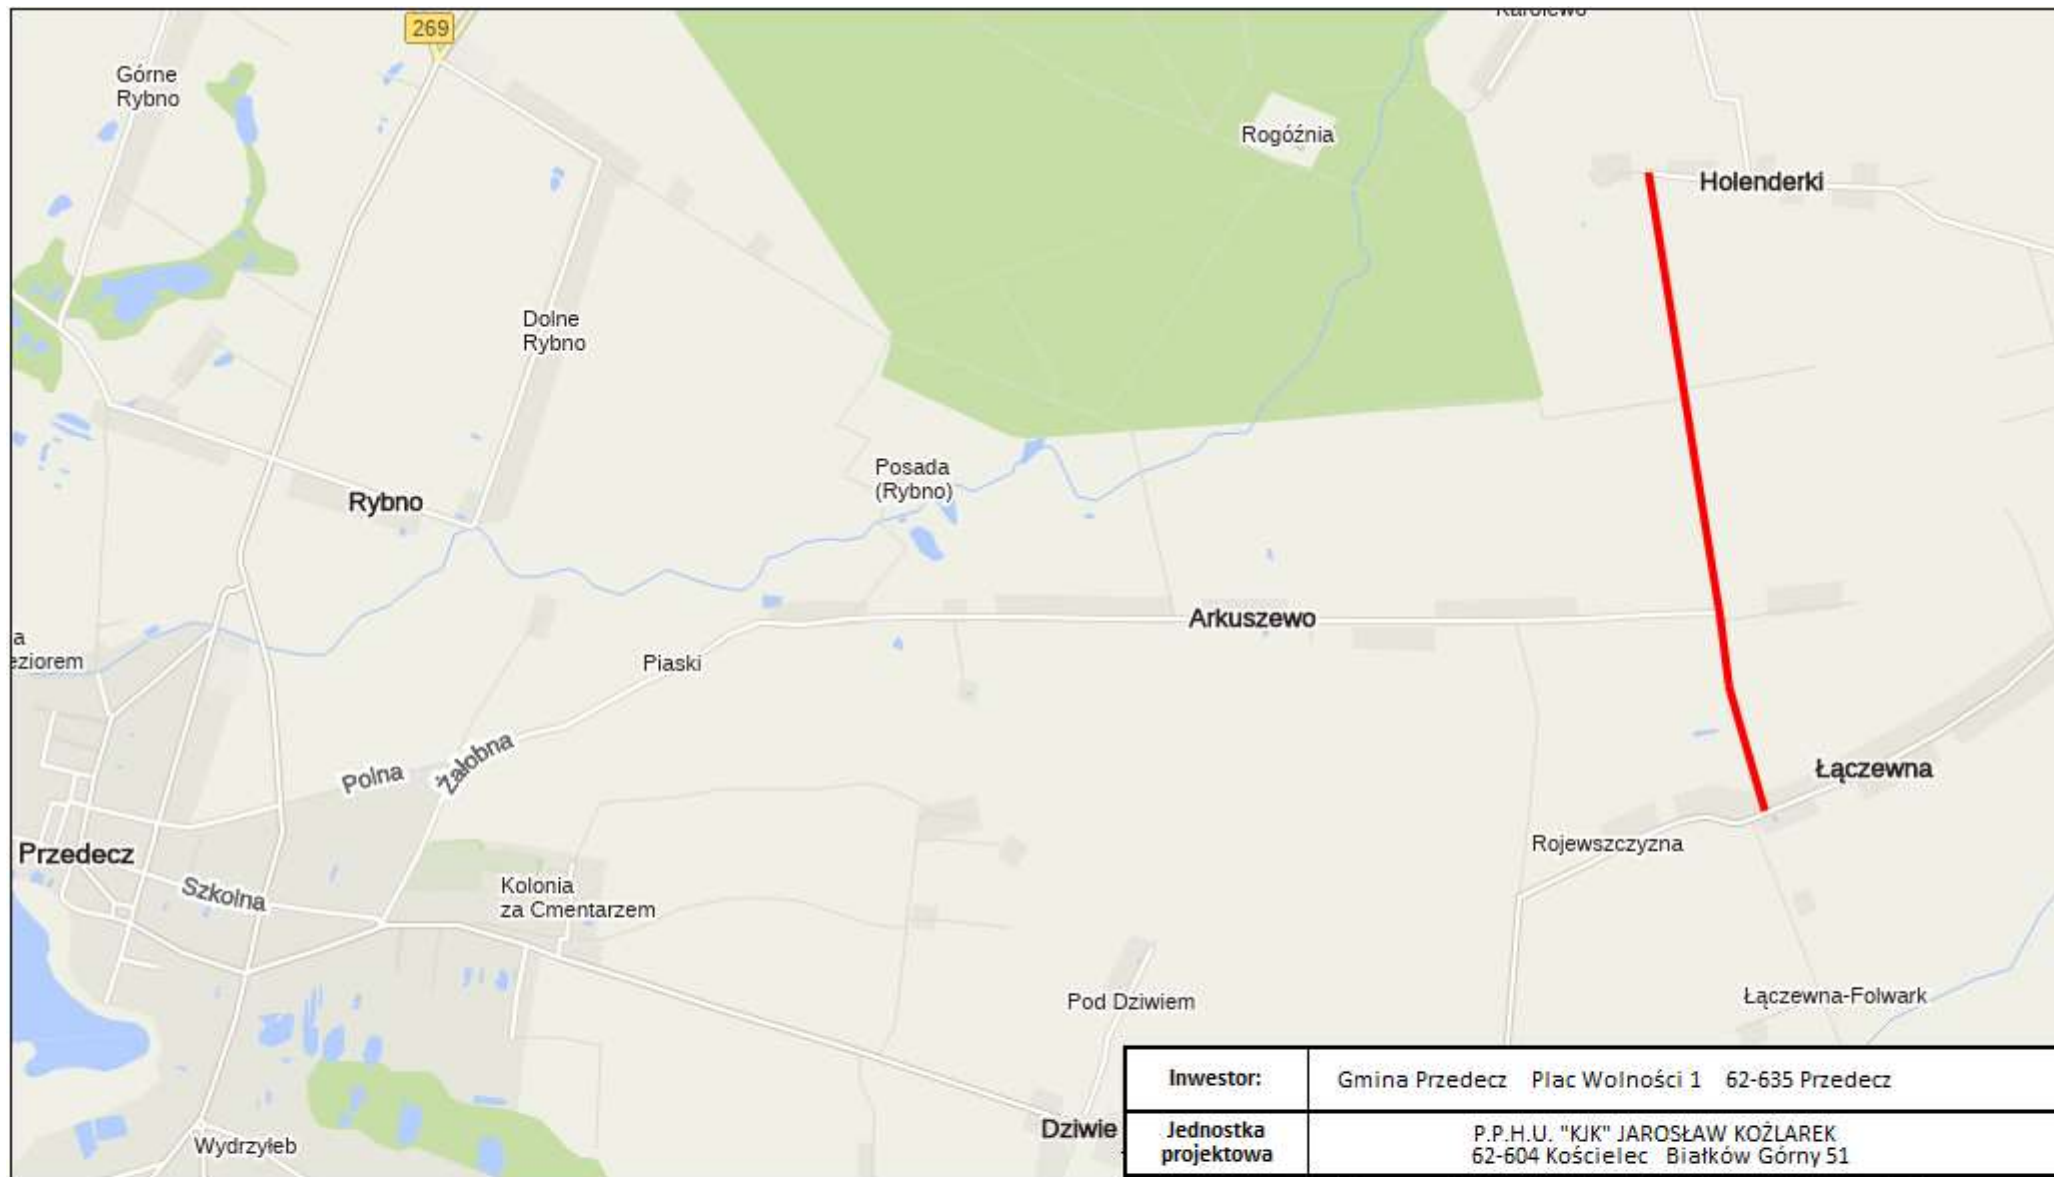 Karolewo
269
Górne
Rybno
Rogóźnia
Holenderki
Dolne
Rybno
Posada
(Rybno)
Rybno
Arkuszewo
a
eziorem
Piaski
Polna
Żałobna
Łączewna
Przedecz
Rojewszczyzna
Szkolna
Kolonia
za Cmentarzem
Pod Dziwiem
Łączewna-Folwark
Inwestor:
Gmina Przedecz Plac Wolności 1 62-635 Przedecz
Dziwie
Wydrzyłeb
Jednostka
projektowa
P.P.H.U. "KJK" JAROSŁAW KOŹLAREK
62-604 Kościelec Białków Górny 51